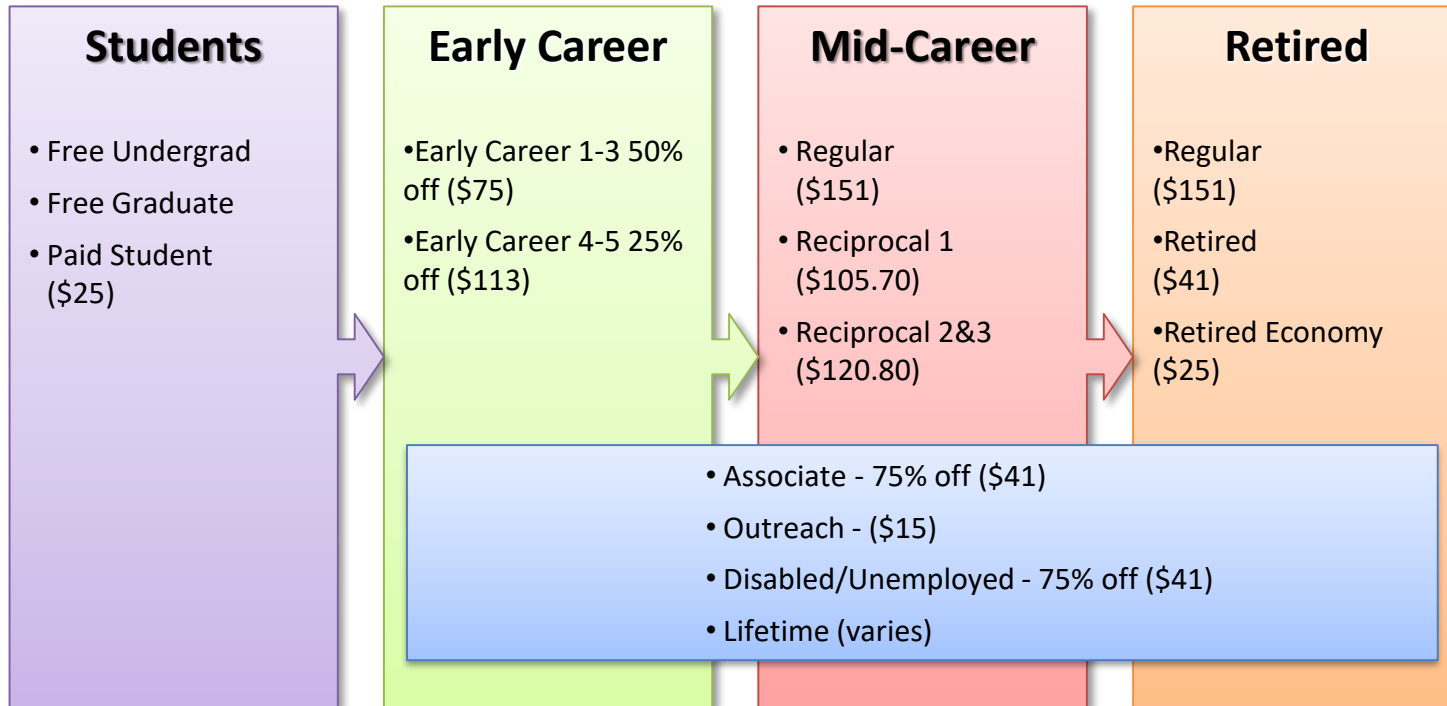 Students
• Free Undergrad
• Free Graduate
• Paid Student
($25)
Early Career
•Early Career 1-3 50%
off ($75)
•Early Career 4-5 25%
off ($113)
Mid-Career
• Regular
($151)
• Reciprocal 1
($105.70)
• Reciprocal 2&3
($120.80)
Retired
•Regular
($151)
•Retired
($41)
•Retired Economy
($25)
• Associate - 75% off ($41)
• Outreach - ($15)
• Disabled/Unemployed - 75% off ($41)
• Lifetime (varies)